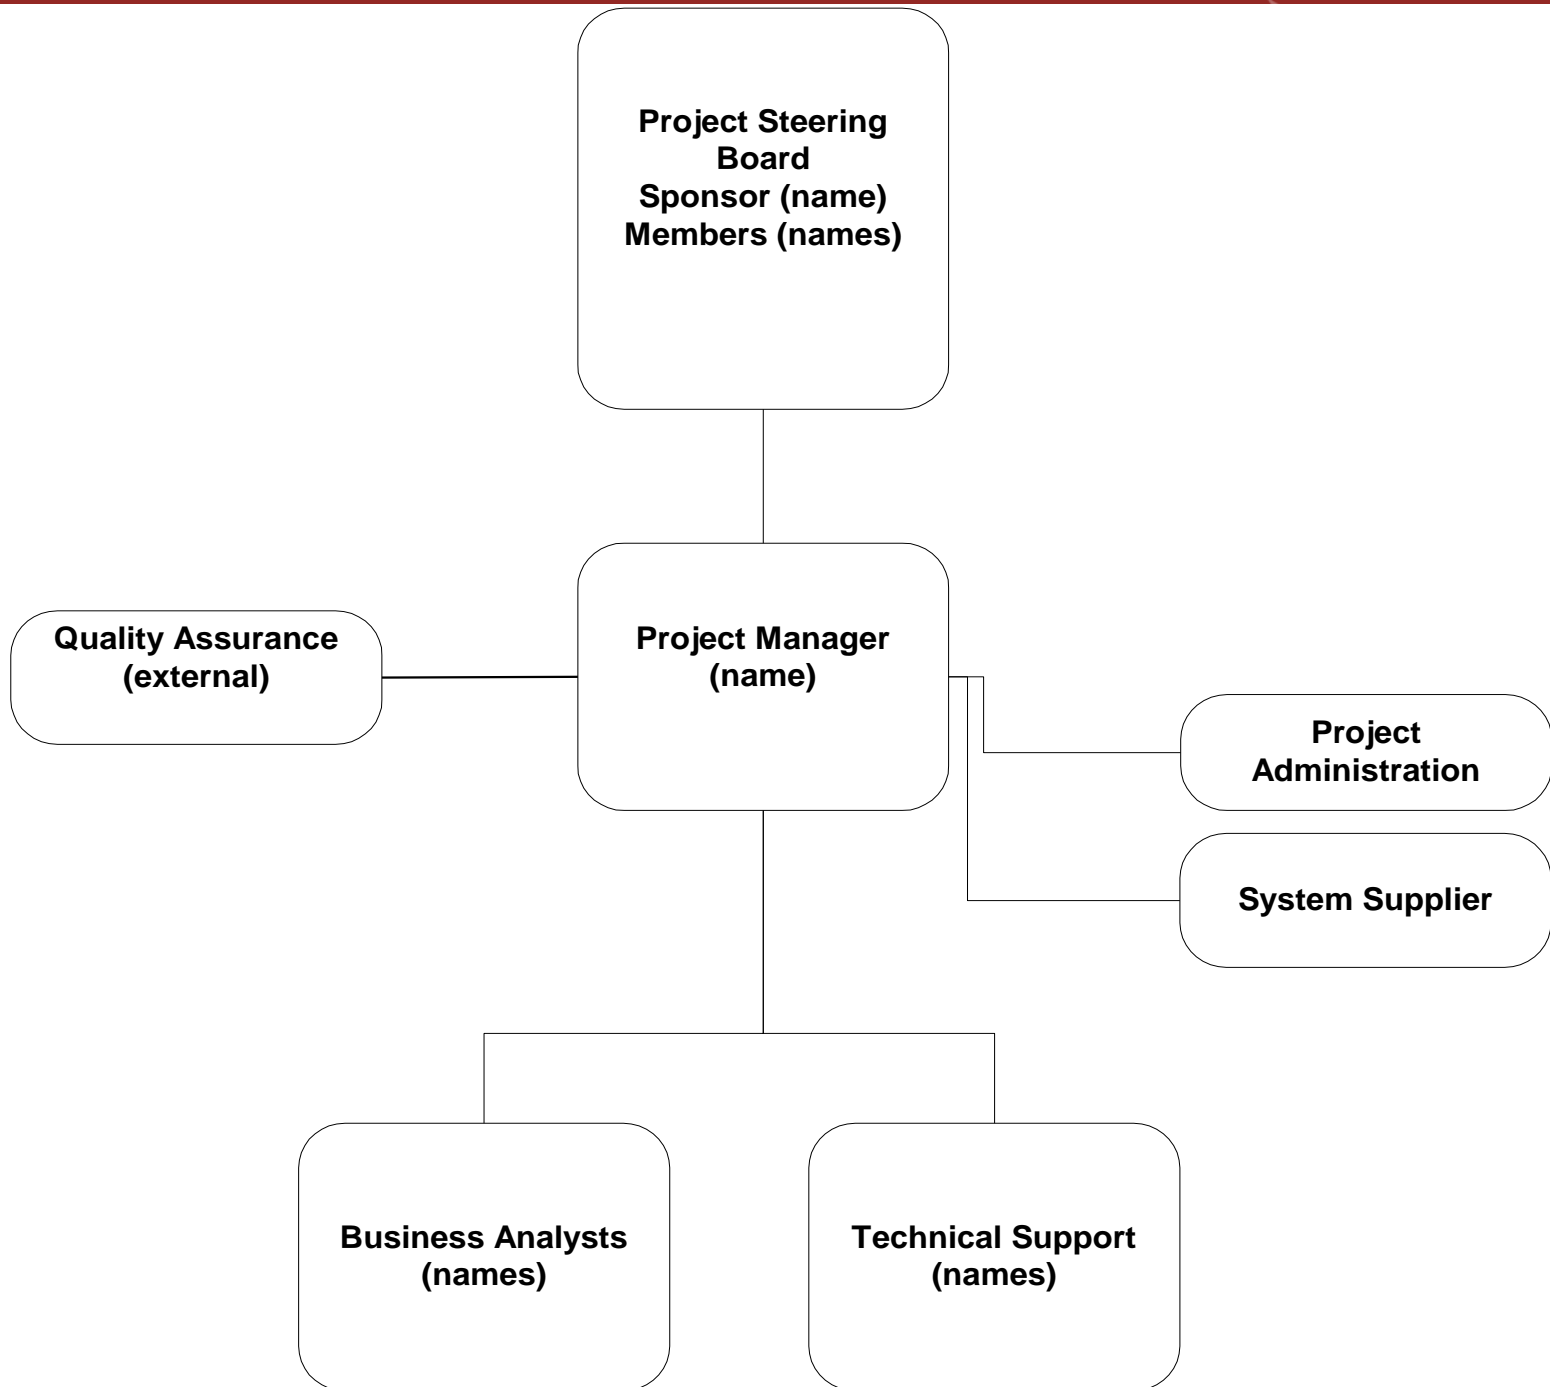 Project Steering
Board
Sponsor (name)
Members (names)
Quality Assurance
(external)
Project Manager
(name)
Project
Administration
System Supplier
Business Analysts
(names)
Technical Support
(names)